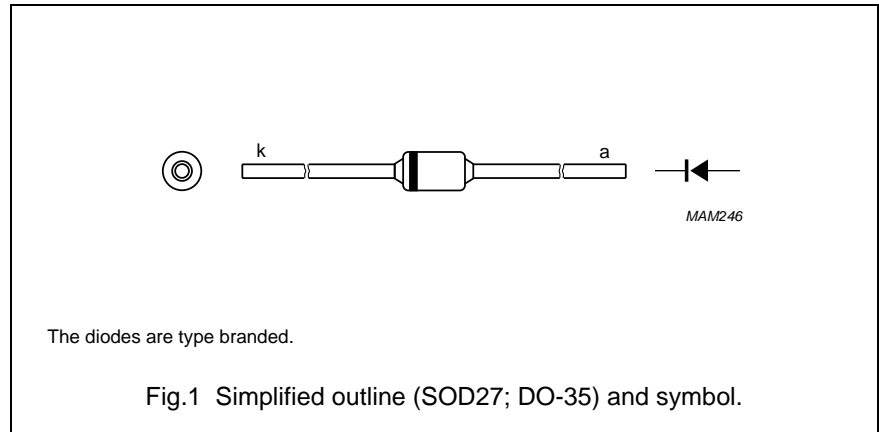 k
a
MAM246
The diodes are type branded.
Fig.1 Simplified outline (SOD27; DO-35) and symbol.